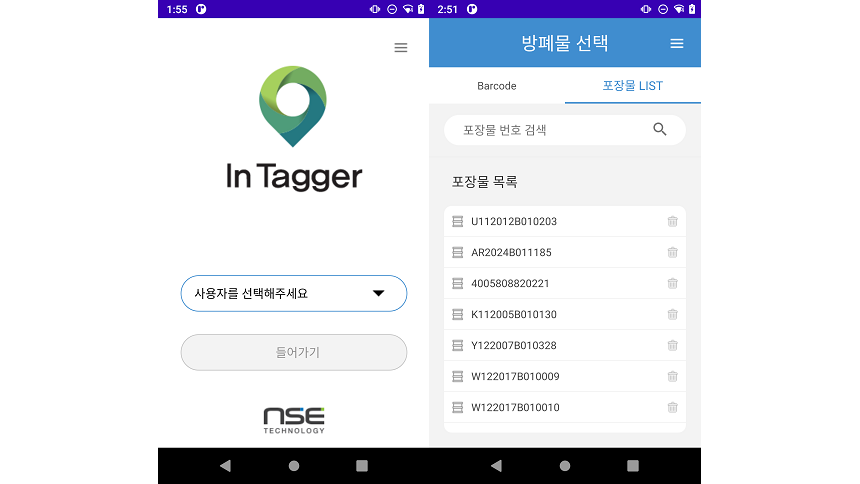 1:55
In Tagger
사용자를 선택해주세요
들어가기
nse
TECHNOLOGY
2:51
방폐물 선택
Barcode
포장물 LIST
포장물 번호 검색
포장물 목록
U112012B010203
AR2024B011185
4005808820221
K112005B010130
Y122007B010328
W122017B010009
W122017B010010